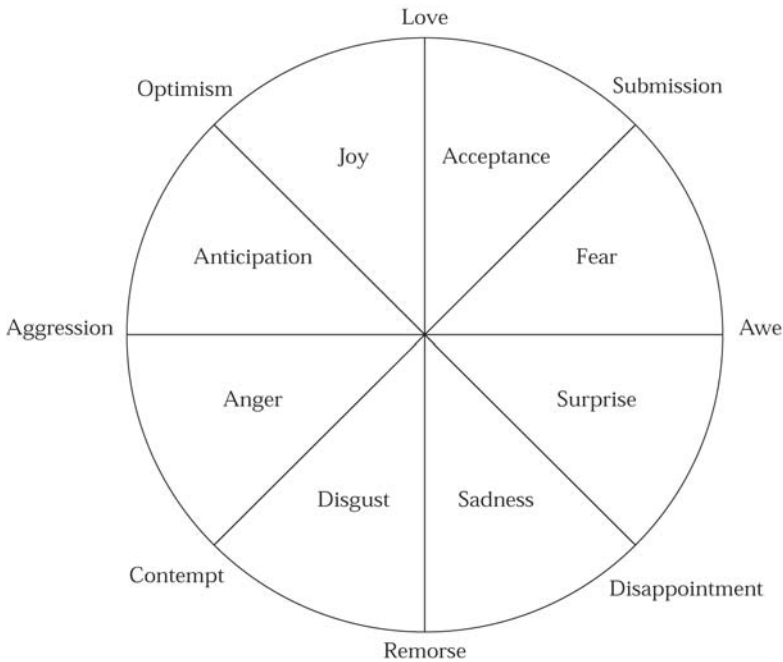 Love
Optimism
Submission
Joy
Acceptance
Anticipation
Fear
Aggression
Awe
Anger
Surprise
Disgust
Sadness
Contempt
Disappointment
Remorse